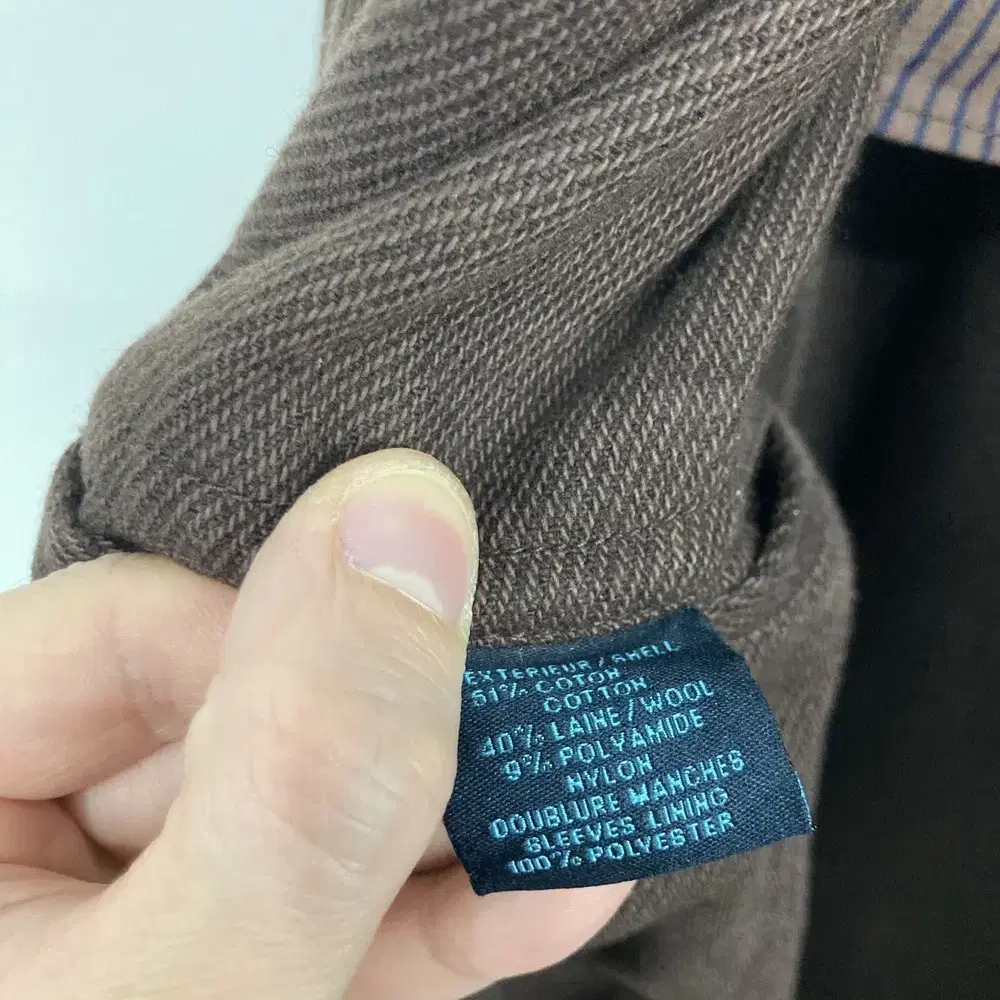 EXTERIEUR/SHELL
51% COTON
COTTON
40% LAINE/WOOL
9% POLYAMIDE
NYLON
DOUBLURE MANCHES
SLEEVES LINING
100% POLYESTER